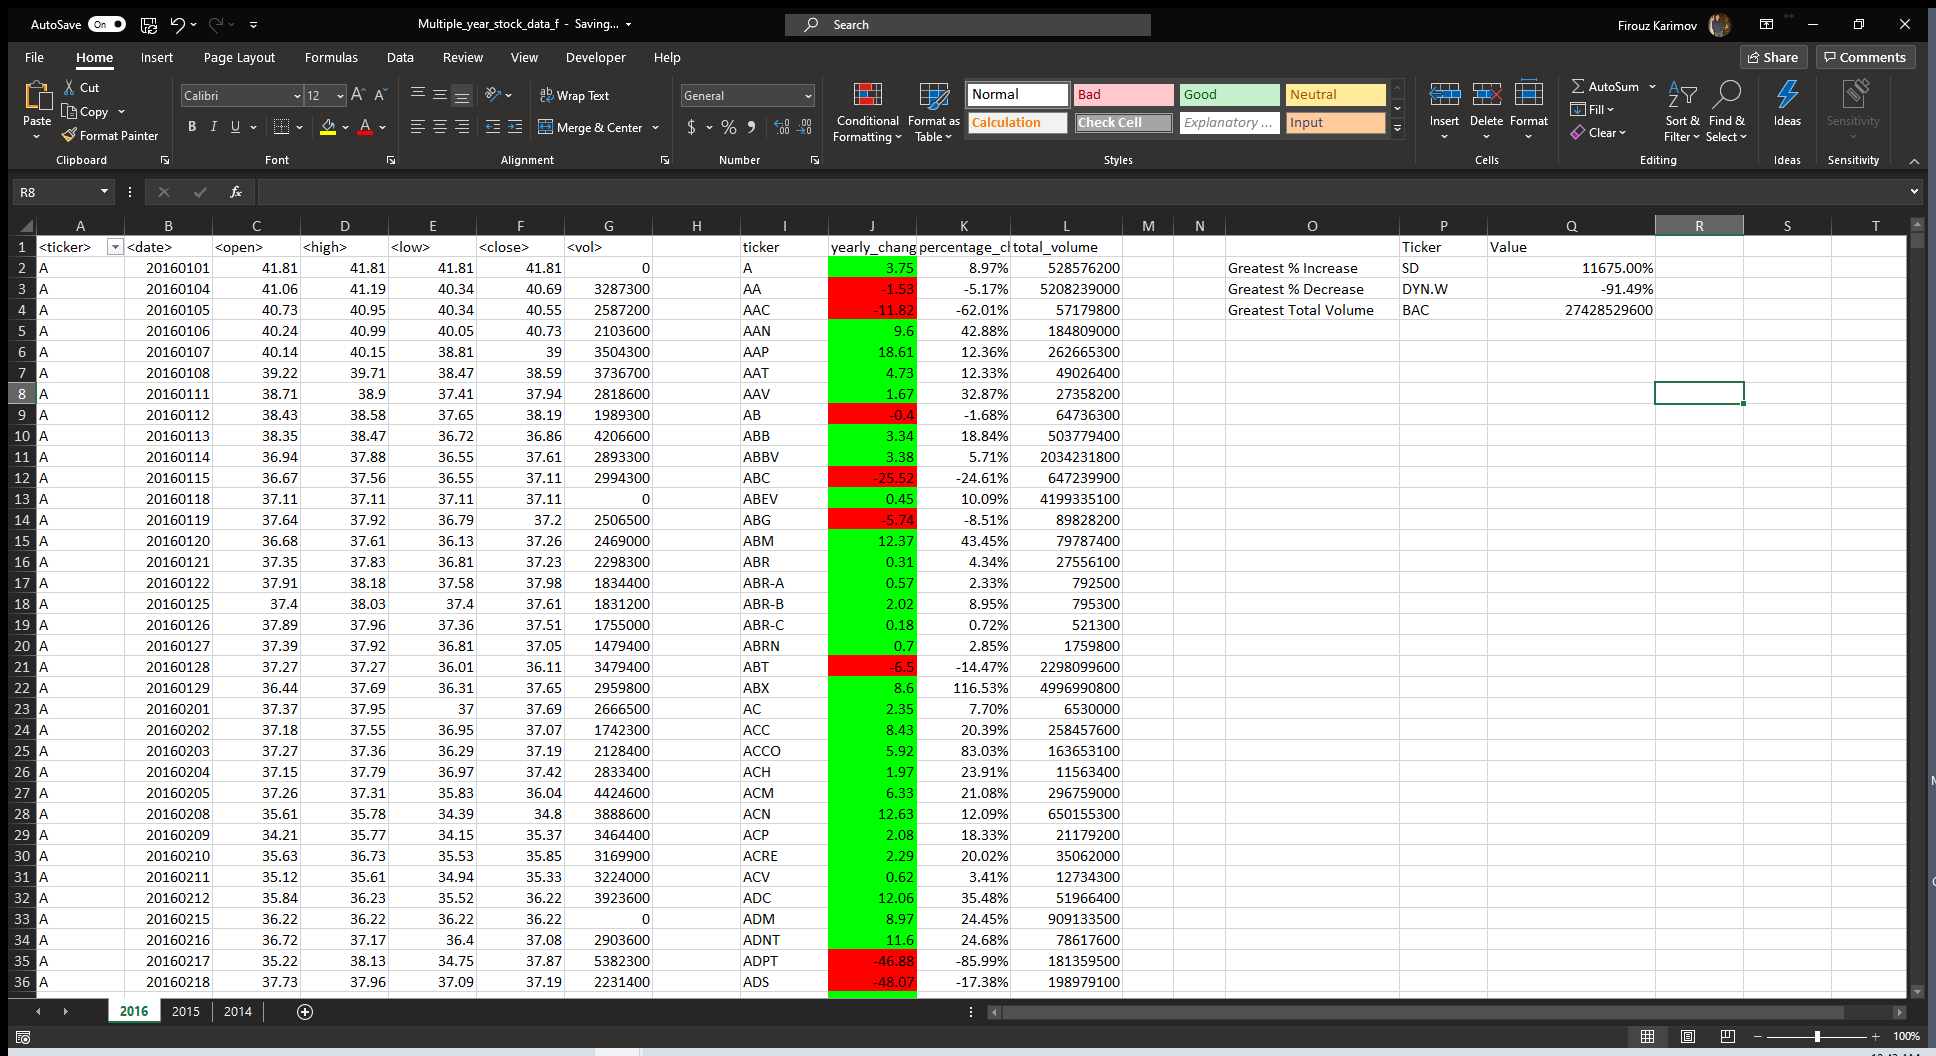 AutoSave On Multiple_year_stock_data_f - Saving... Search Firouz Karimov
File Home Insert Page Layout Formulas Data Review View Developer Help Share Comments
Cut
Copy
Format Painter
Paste
Clipboard
Calibri 12
B I U
Font
Wrap Text
Merge & Center
Alignment
General
$ % 9
Number
Conditional Formatting
Format as Table
Normal Bad Good Neutral
Calculation Check Cell Explanatory ... Input
Styles
Insert Delete Format
Cells
AutoSum
Fill
Clear
Sort & Filter
Find & Select
Editing
Ideas
Ideas
Sensitivity
Sensitivity
R8 fx
A B C D E F G H I J K L M N O P Q R S T
1 <ticker> <date> <open> <high> <low> <close> <vol> ticker yearly_chang percentage_cl total_volume Ticker Value
2 A 20160101 41.81 41.81 41.81 41.81 0 A 3.75 8.97% 528576200 Greatest % Increase SD 11675.00%
3 A 20160104 41.06 41.19 40.34 40.69 3287300 AA -1.53 -5.17% 5208239000 Greatest % Decrease DYN.W -91.49%
4 A 20160105 40.73 40.95 40.34 40.55 2587200 AAC -11.82 -62.01% 57179800 Greatest Total Volume BAC 27428529600
5 A 20160106 40.24 40.99 40.05 40.73 2103600 AAN 9.6 42.88% 184809000
6 A 20160107 40.14 40.15 38.81 39 3504300 AAP 18.61 12.36% 262665300
7 A 20160108 39.22 39.71 38.47 38.59 3736700 AAT 4.73 12.33% 49026400
8 A 20160111 38.71 38.9 37.41 37.94 2818600 AAV 1.67 32.87% 27358200
9 A 20160112 38.43 38.58 37.65 38.19 1989300 AB -0.4 -1.68% 64736300
10 A 20160113 38.35 38.47 36.72 36.86 4206600 ABB 3.34 18.84% 503779400
11 A 20160114 36.94 37.88 36.55 37.61 2893300 ABBV 3.38 5.71% 2034231800
12 A 20160115 36.67 37.56 36.55 37.11 2994300 ABC -25.52 -24.61% 647239900
13 A 20160118 37.11 37.11 37.11 37.11 0 ABEV 0.45 10.09% 4199335100
14 A 20160119 37.64 37.92 36.79 37.2 2506500 ABG -5.74 -8.51% 89828200
15 A 20160120 36.68 37.61 36.13 37.26 2469000 ABM 12.37 43.45% 79787400
16 A 20160121 37.35 37.83 36.81 37.23 2298300 ABR 0.31 4.34% 27556100
17 A 20160122 37.91 38.18 37.58 37.98 1834400 ABR-A 0.57 2.33% 792500
18 A 20160125 37.4 38.03 37.4 37.61 1831200 ABR-B 2.02 8.95% 795300
19 A 20160126 37.89 37.96 37.36 37.51 1755000 ABR-C 0.18 0.72% 521300
20 A 20160127 37.39 37.92 36.81 37.05 1479400 ABRN 0.7 2.85% 1759800
21 A 20160128 37.27 37.27 36.01 36.11 3479400 ABT -6.5 -14.47% 2298099600
22 A 20160129 36.44 37.69 36.31 37.65 2959800 ABX 8.6 116.53% 4996990800
23 A 20160201 37.37 37.95 37 37.69 2666500 AC 2.35 7.70% 6530000
24 A 20160202 37.18 37.55 36.95 37.07 1742300 ACC 8.43 20.39% 258457600
25 A 20160203 37.27 37.36 36.29 37.19 2128400 ACCO 5.92 83.03% 163653100
26 A 20160204 37.15 37.79 36.97 37.42 2833400 ACH 1.97 23.91% 11563400
27 A 20160205 37.26 37.31 35.83 36.04 4424600 ACM 6.33 21.08% 296759000
28 A 20160208 35.61 35.78 34.39 34.8 3888600 ACN 12.63 12.09% 650155300
29 A 20160209 34.21 35.77 34.15 35.37 3464400 ACP 2.08 18.33% 21179200
30 A 20160210 35.63 36.73 35.53 35.85 3169900 ACRE 2.29 20.02% 35062000
31 A 20160211 35.12 35.61 34.94 35.33 3224000 ACV 0.62 3.41% 12734300
32 A 20160212 35.84 36.23 35.52 36.22 3923600 ADC 12.06 35.48% 51966400
33 A 20160215 36.22 36.22 36.22 36.22 0 ADM 8.97 24.45% 909133500
34 A 20160216 36.72 37.17 36.4 37.08 2903600 ADNT 11.6 24.68% 78617600
35 A 20160217 35.22 38.13 34.75 37.87 5382300 ADPT -46.88 -85.99% 181359500
36 A 20160218 37.73 37.96 37.09 37.19 2231400 ADS -48.07 -17.38% 198979100
2016 2015 2014
100%